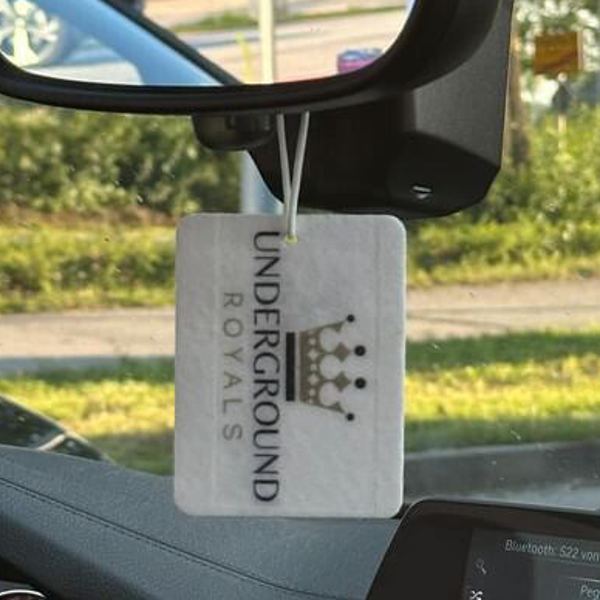 UNDERGROUND
ROYALS
Bluetooth: S22 von